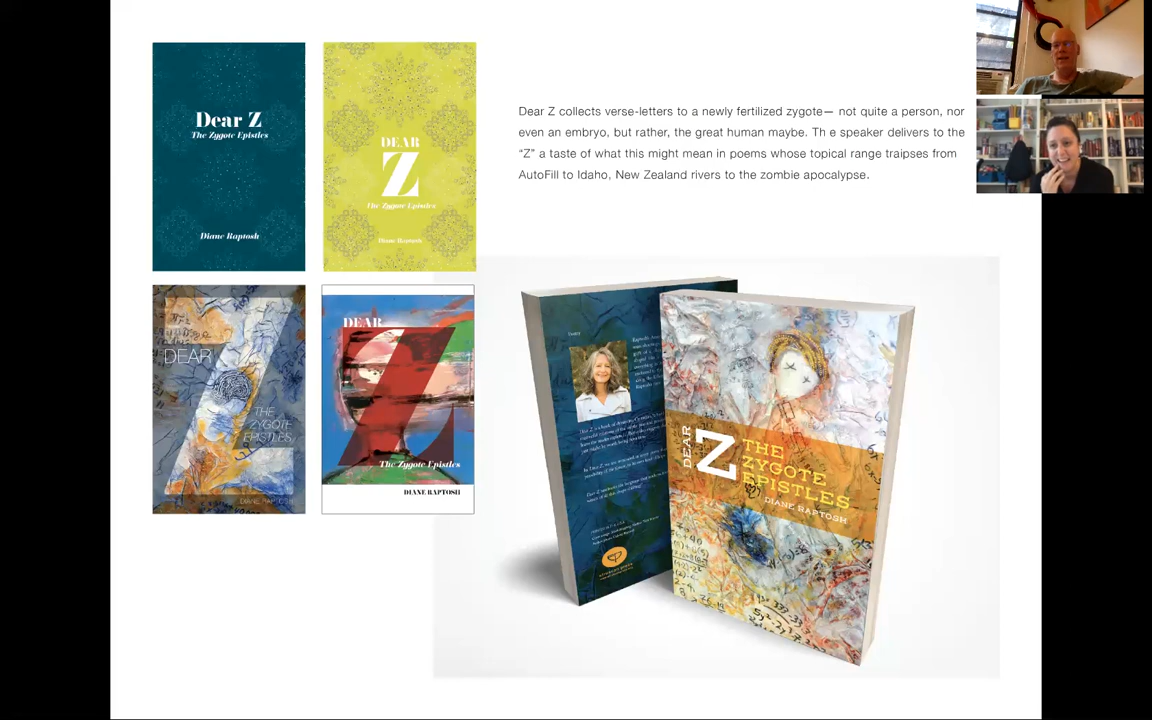 Dear Z
The Zygote Epistles
Diane Raptosh
DEAR
Z
The Zygote Epistles
Diane Raptosh
Dear Z collects verse-letters to a newly fertilized zygote— not quite a person, nor
even an embryo, but rather, the great human maybe. Th e speaker delivers to the
“Z” a taste of what this might mean in poems whose topical range traipses from
AutoFill to Idaho, New Zealand rivers to the zombie apocalypse.
DEAR
Z
THE
ZYGOTE
EPISTLES
DIANE RAPTOSH
DEAR
Z
The Zygote Epistles
DIANE RAPTOSH
DEAR
Z
THE
ZYGOTE
EPISTLES
DIANE RAPTOSH